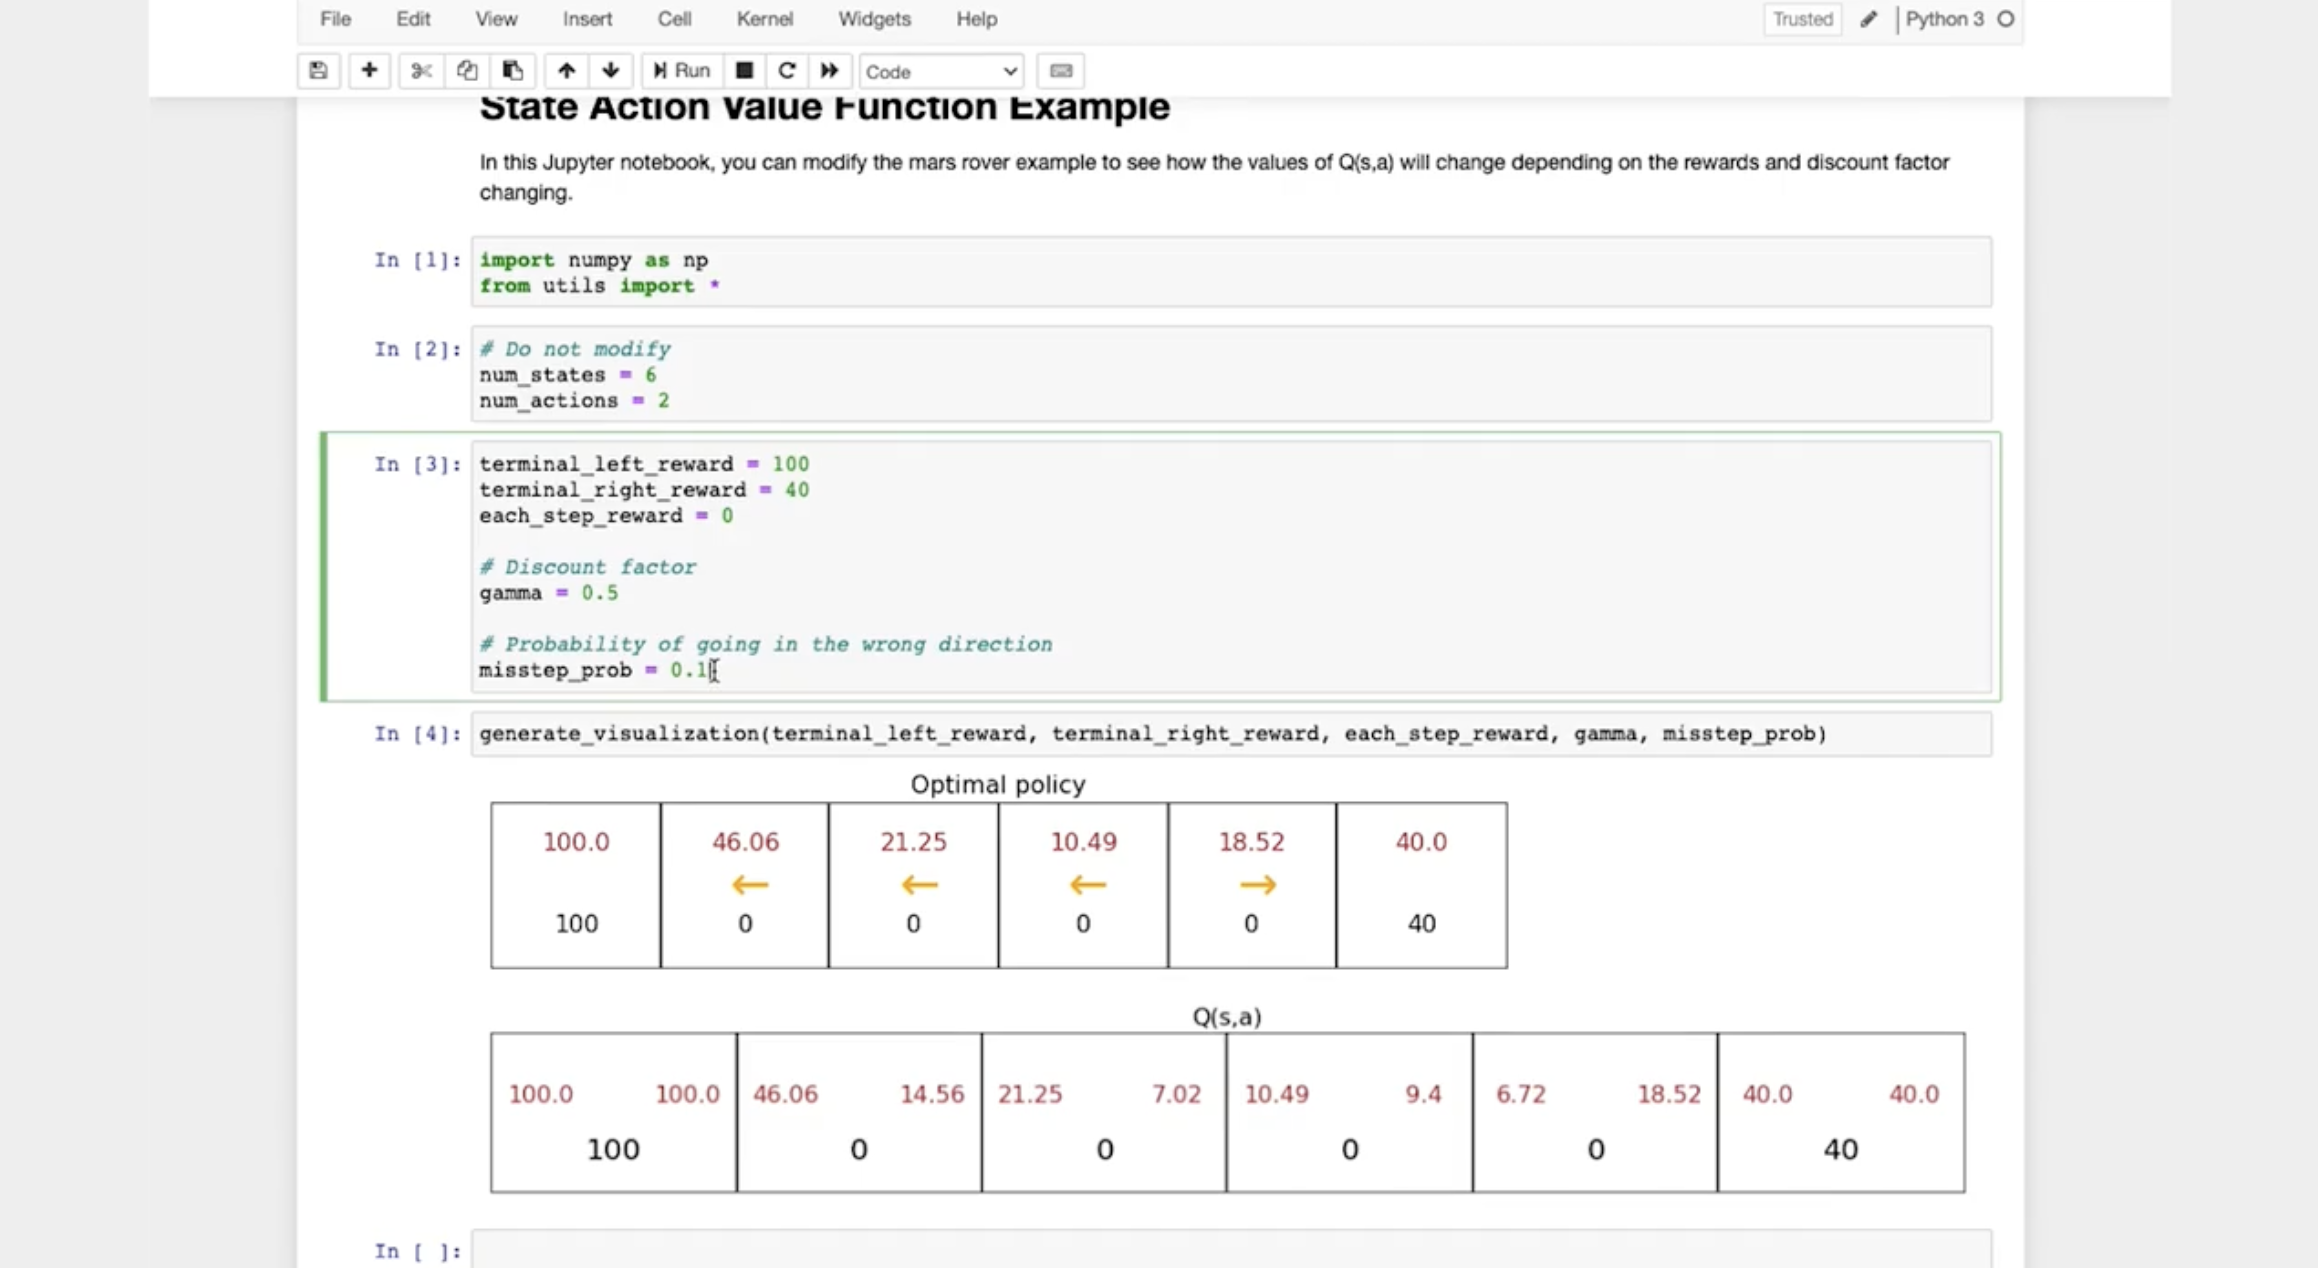 File Edit View Insert Cell Kernel Widgets Help Trusted Python 3
Run Code
State Action Value Function Example
In this Jupyter notebook, you can modify the mars rover example to see how the values of Q(s,a) will change depending on the rewards and discount factor
changing.
In [1]: import numpy as np
from utils import *
In [2]: # Do not modify
num_states = 6
num_actions = 2
In [3]: terminal_left_reward = 100
terminal_right_reward = 40
each_step_reward = 0
# Discount factor
gamma = 0.5
# Probability of going in the wrong direction
misstep_prob = 0.1
In [4]: generate_visualization(terminal_left_reward, terminal_right_reward, each_step_reward, gamma, misstep_prob)
Optimal policy
100.0 46.06 21.25 10.49 18.52 40.0
← ← ← →
100 0 0 0 0 40
Q(s,a)
100.0 100.0 46.06 14.56 21.25 7.02 10.49 9.4 6.72 18.52 40.0 40.0
100 0 0 0 0 40
In [ ]: